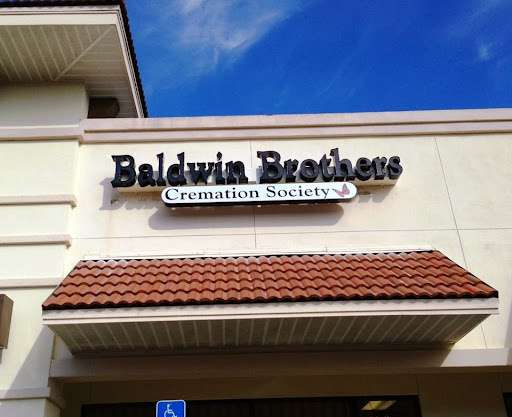 Baldwin Brothers
Cremation Society